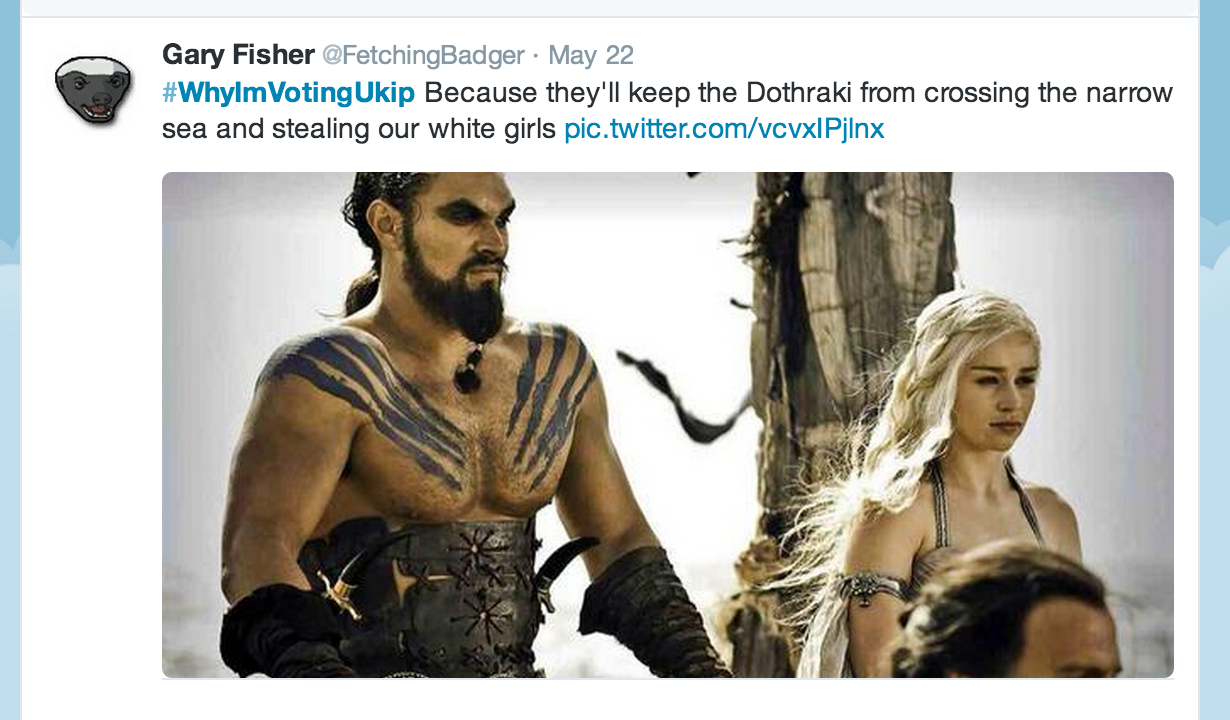 Gary Fisher @FetchingBadger · May 22
#WhyImVotingUkip Because they'll keep the Dothraki from crossing the narrow
sea and stealing our white girls pic.twitter.com/vcvxIPjlnx